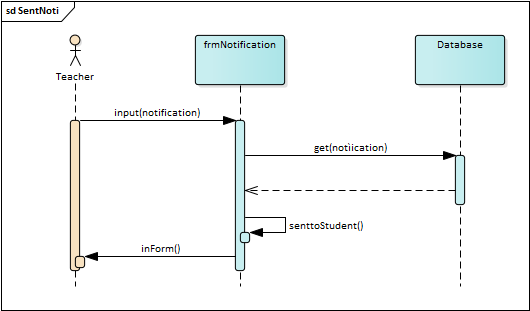 sd SentNoti
frmNotification
Database
Teacher
input(notification)
get(notiication)
senttoStudent()
inForm()